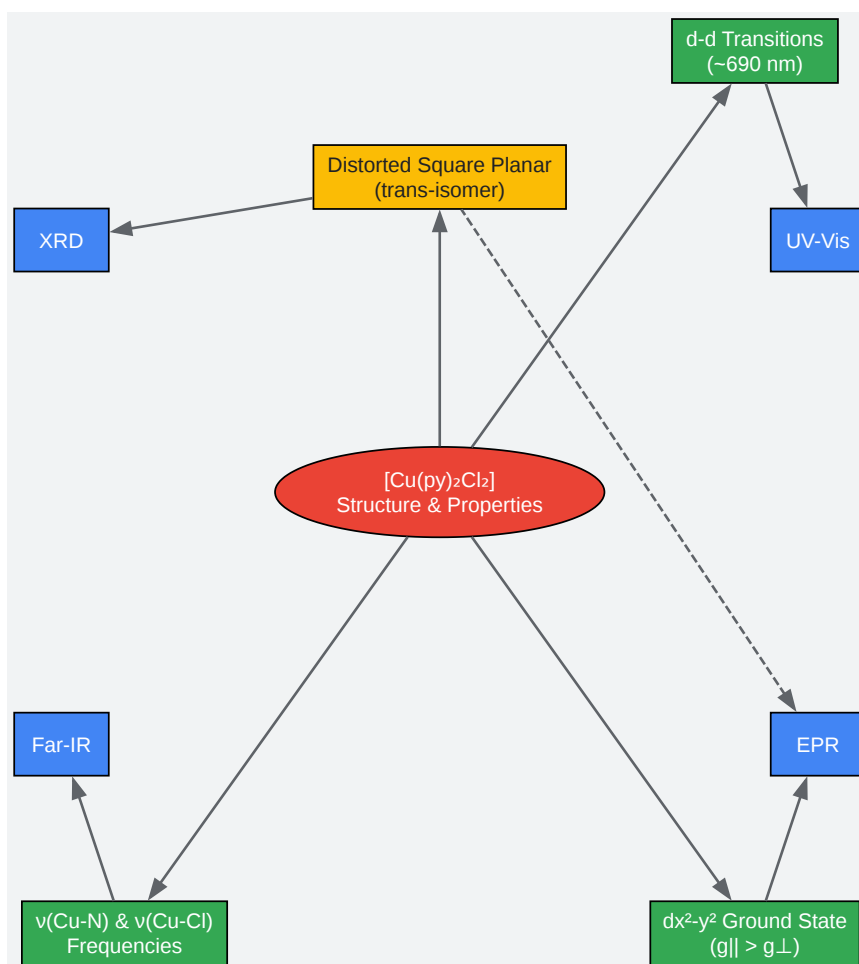 d-d Transitions
(~690 nm)
Distorted Square Planar
(trans-isomer)
XRD
UV-Vis
[Cu(py)₂Cl₂]
Structure & Properties
Far-IR
EPR
ν(Cu-N) & ν(Cu-Cl)
Frequencies
dx²-y² Ground State
(g|| > g⊥)